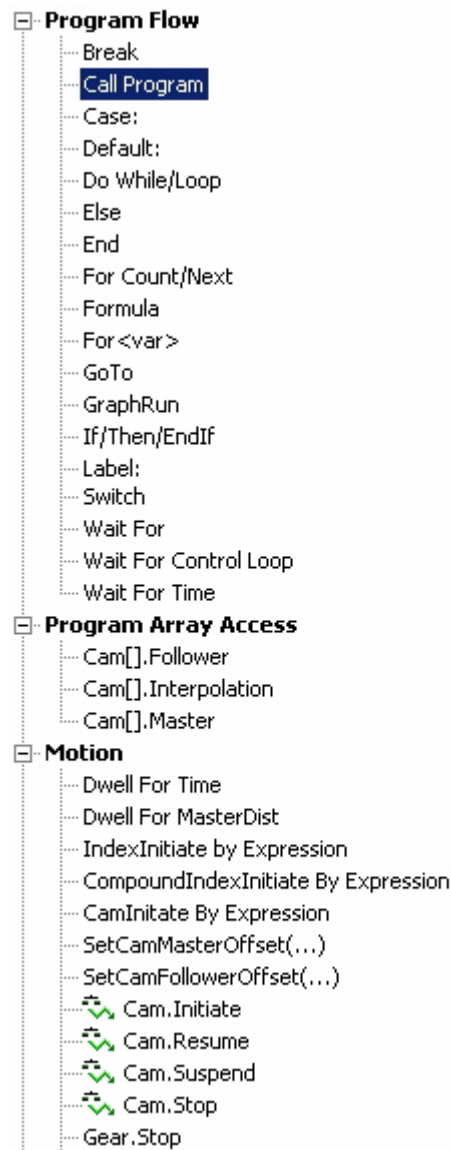 Program Flow
Break
Call Program
Case:
Default:
Do While/Loop
Else
End
For Count/Next
Formula
For<var>
GoTo
GraphRun
If/Then/EndIf
Label:
Switch
Wait For
Wait For Control Loop
Wait For Time
Program Array Access
Cam[].Follower
Cam[].Interpolation
Cam[].Master
Motion
Dwell For Time
Dwell For MasterDist
IndexInitiate by Expression
CompoundIndexInitiate By Expression
CamInitate By Expression
SetCamMasterOffset(...)
SetCamFollowerOffset(...)
Cam.Initiate
Cam.Resume
Cam.Suspend
Cam.Stop
Gear.Stop